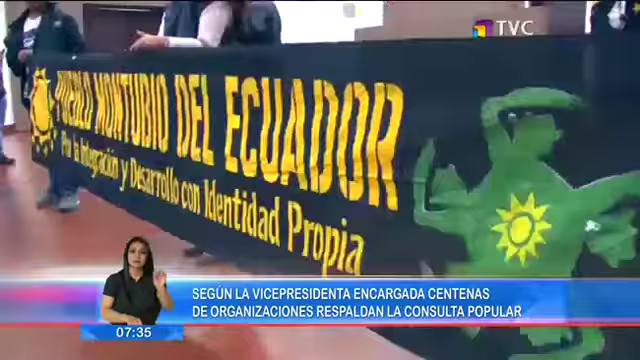 TVC
PUEBLO MONTUBIO DEL ECUADOR
Por la Integración y Desarrollo con Identidad Propia
SEGÚN LA VICEPRESIDENTA ENCARGADA CENTENAS
DE ORGANIZACIONES RESPALDAN LA CONSULTA POPULAR
07:35